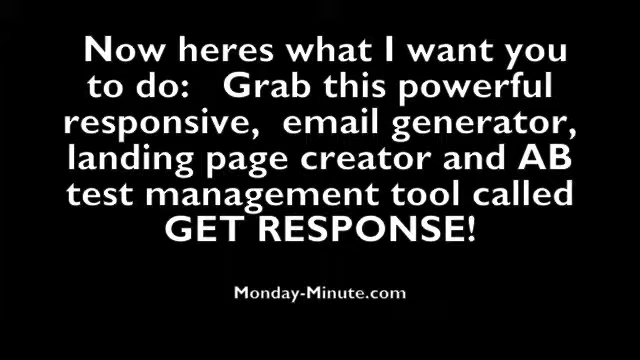 Now heres what I want you
to do: Grab this powerful
responsive, email generator,
landing page creator and AB
test management tool called
GET RESPONSE!
Monday-Minute.com